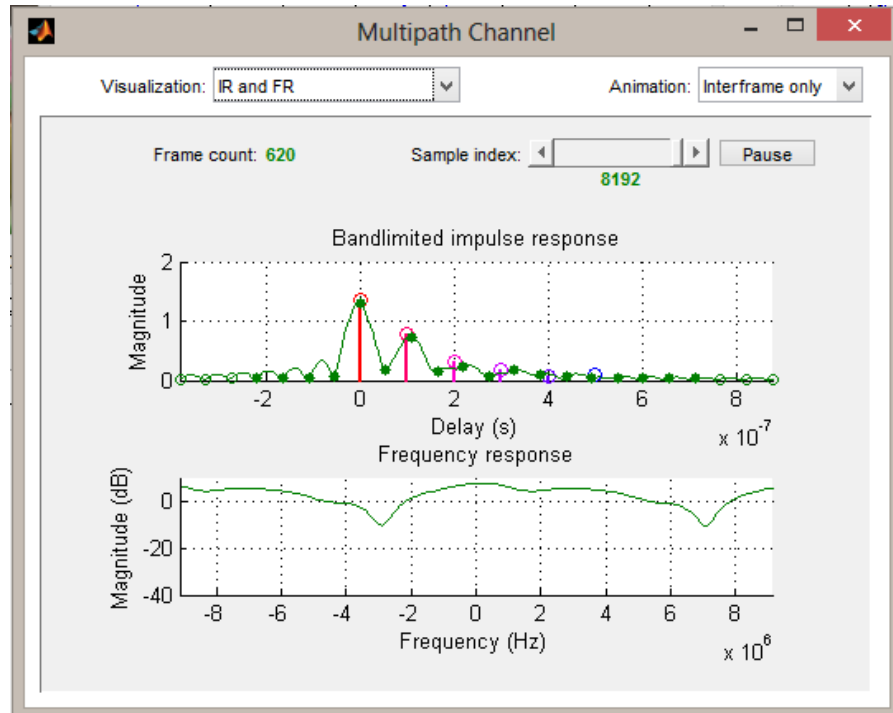 Multipath Channel
Visualization: IR and FR Animation: Interframe only
Frame count: 620 Sample index: Pause
8192
Bandlimited impulse response
Magnitude
2
1
0
-2 0 2 4 6 8
Delay (s) x 10^-7
Frequency response
Magnitude (dB)
0
-20
-40
-8 -6 -4 -2 0 2 4 6 8
Frequency (Hz) x 10^6